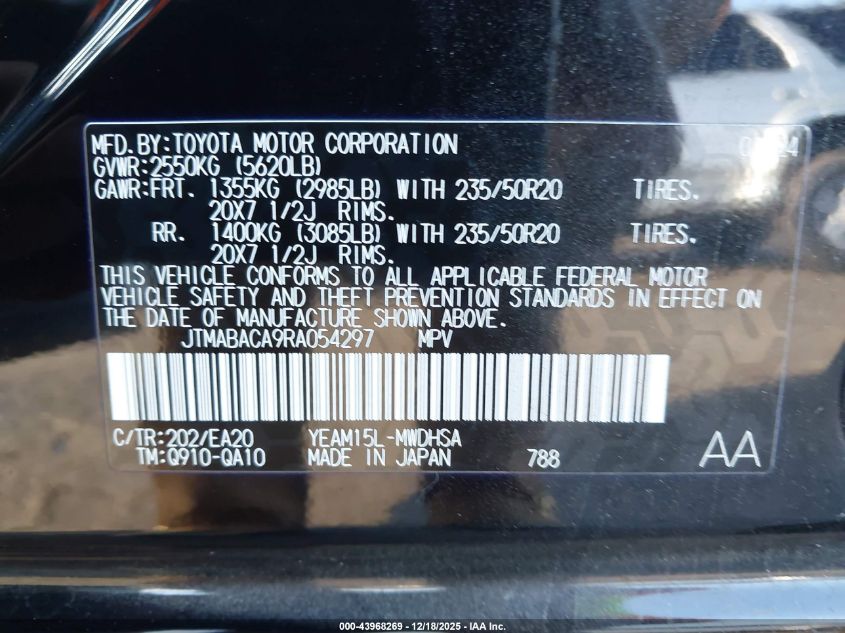 MFD.BY:TOYOTA MOTOR CORPORATION
GVWR:2550KG (5620LB)
GAWR:FRT. 1355KG (2985LB) WITH 235/50R20 TIRES.
20X7 1/2J RIMS.
RR. 1400KG (3085LB) WITH 235/50R20 TIRES.
20X7 1/2J RIMS.
THIS VEHICLE CONFORMS TO ALL APPLICABLE FEDERAL MOTOR
VEHICLE SAFETY AND THEFT PREVENTION STANDARDS IN EFFECT ON
THE DATE OF MANUFACTURE SHOWN ABOVE.
JTMABACA9RA054297 MPV
C/TR:202/EA20 YEAM15L-MWDHSA
TM:Q910-QA10 MADE IN JAPAN 788
AA
000-43968269 - 12/18/2025 - IAA Inc.